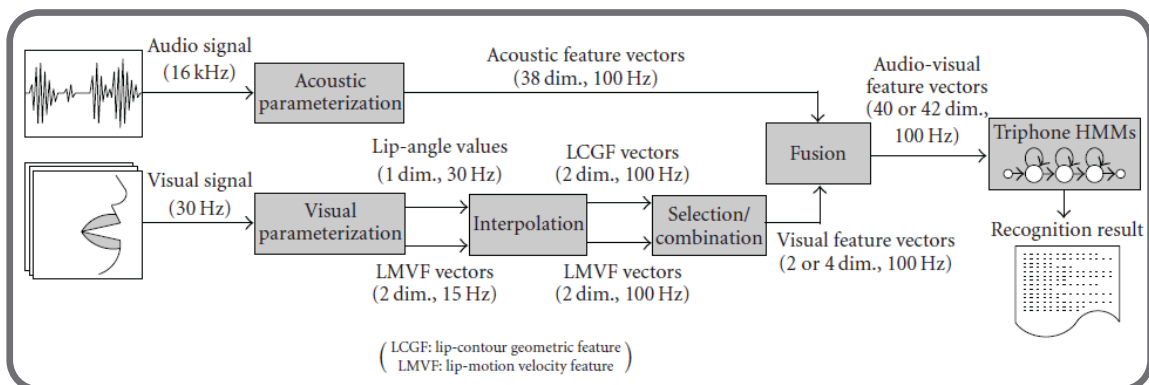 Audio signal
(16 kHz)
Acoustic
parameterization
Acoustic feature vectors
(38 dim., 100 Hz)
Audio-visual
feature vectors
(40 or 42 dim.,
100 Hz)
Triphone HMMs
Fusion
Visual signal
(30 Hz)
Visual
parameterization
Lip-angle values
(1 dim., 30 Hz)
LMVF vectors
(2 dim., 15 Hz)
Interpolation
LCGF vectors
(2 dim., 100 Hz)
LMVF vectors
(2 dim., 100 Hz)
Selection/
combination
Visual feature vectors
(2 or 4 dim., 100 Hz)
Recognition result
LCGF: lip-contour geometric feature
LMVF: lip-motion velocity feature